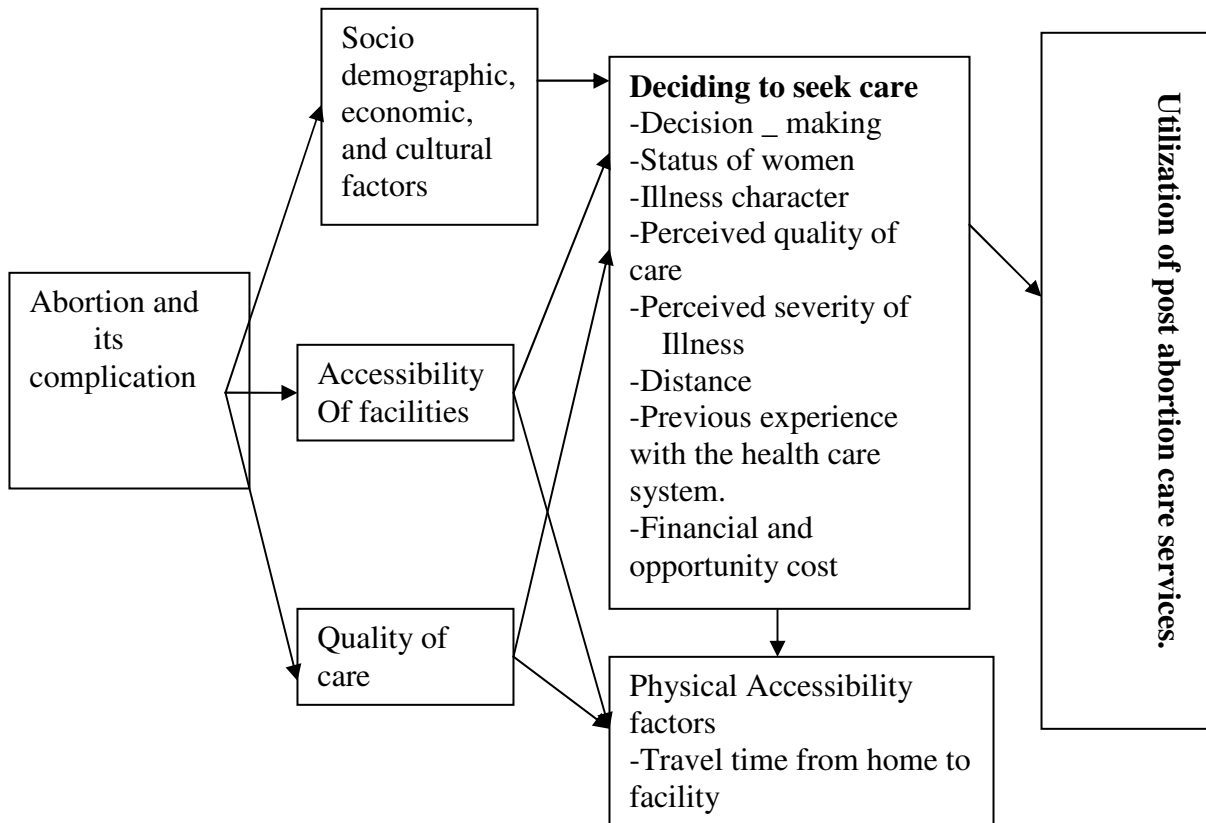 Socio
demographic,
economic,
and cultural
factors
Abortion and
its
complication
Accessibility
Of facilities
Quality of
care
Deciding to seek care
-Decision _ making
-Status of women
-Illness character
-Perceived quality of
care
-Perceived severity of
Illness
-Distance
-Previous experience
with the health care
system.
-Financial and
opportunity cost
Physical Accessibility
factors
-Travel time from home to
facility
Utilization of post abortion care services.